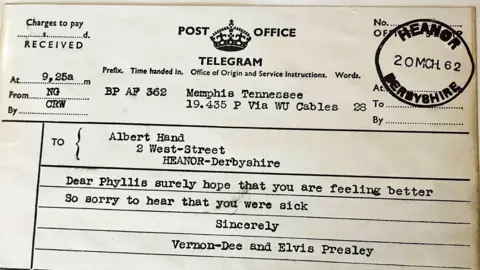 Charges to pay
........s.........d.
RECEIVED
POST OFFICE
TELEGRAM
Prefix. Time handed in. Office of Origin and Service Instructions. Words.
At 9,25a m
From NG
By CRW
BP AF 362 Memphis Tennessee
19.435 P Via WU Cables 28
No.
OF
At
To
By
HEANOR
20 MCH 62
DERBYSHIRE
TO
Albert Hand
2 West-Street
HEANOR-Derbyshire
Dear Phyllis surely hope that you are feeling better
So sorry to hear that you were sick
Sincerely
Vernon-Dee and Elvis Presley